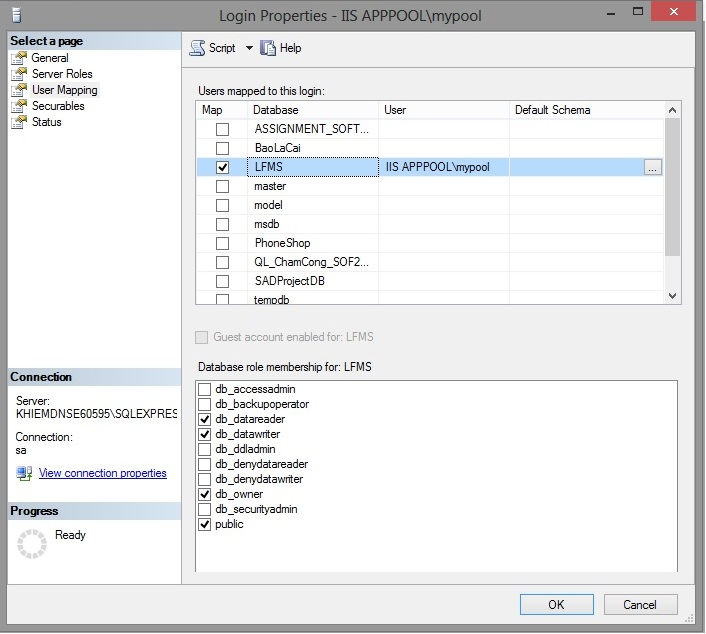 Login Properties - IIS APPPOOL\mypool
Select a page
General
Server Roles
User Mapping
Securables
Status
Script Help
Users mapped to this login:
Map Database User Default Schema
ASSIGNMENT_SOFT...
BaoLaCai
LFMS IIS APPPOOL\mypool ...
master
model
msdb
PhoneShop
QL_ChamCong_SOF2...
SADProjectDB
tempdb
Guest account enabled for: LFMS
Database role membership for: LFMS
db_accessadmin
db_backupoperator
db_datareader
db_datawriter
db_ddladmin
db_denydatareader
db_denydatawriter
db_owner
db_securityadmin
public
Connection
Server:
KHIEMDNSE60595\SQLEXPRES
Connection:
sa
View connection properties
Progress
Ready
OK Cancel